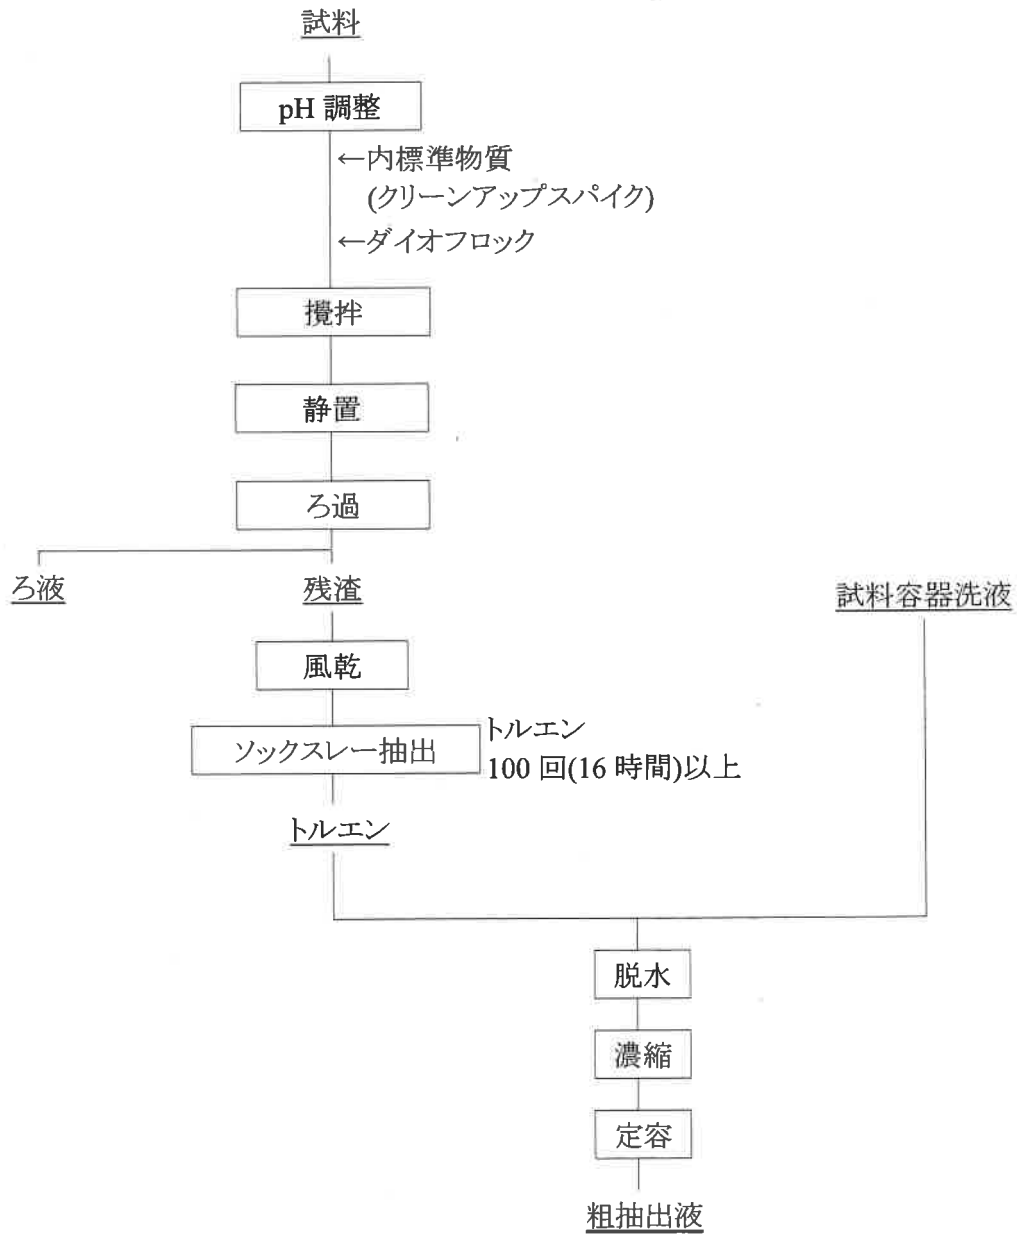 試料
pH 調整
←内標準物質
(クリーンアップスパイク)
←ダイオフロック
攪拌
静置
ろ過
ろ液
残渣
試料容器洗液
風乾
ソックスレー抽出
トルエン
100 回(16 時間)以上
トルエン
脱水
濃縮
定容
粗抽出液